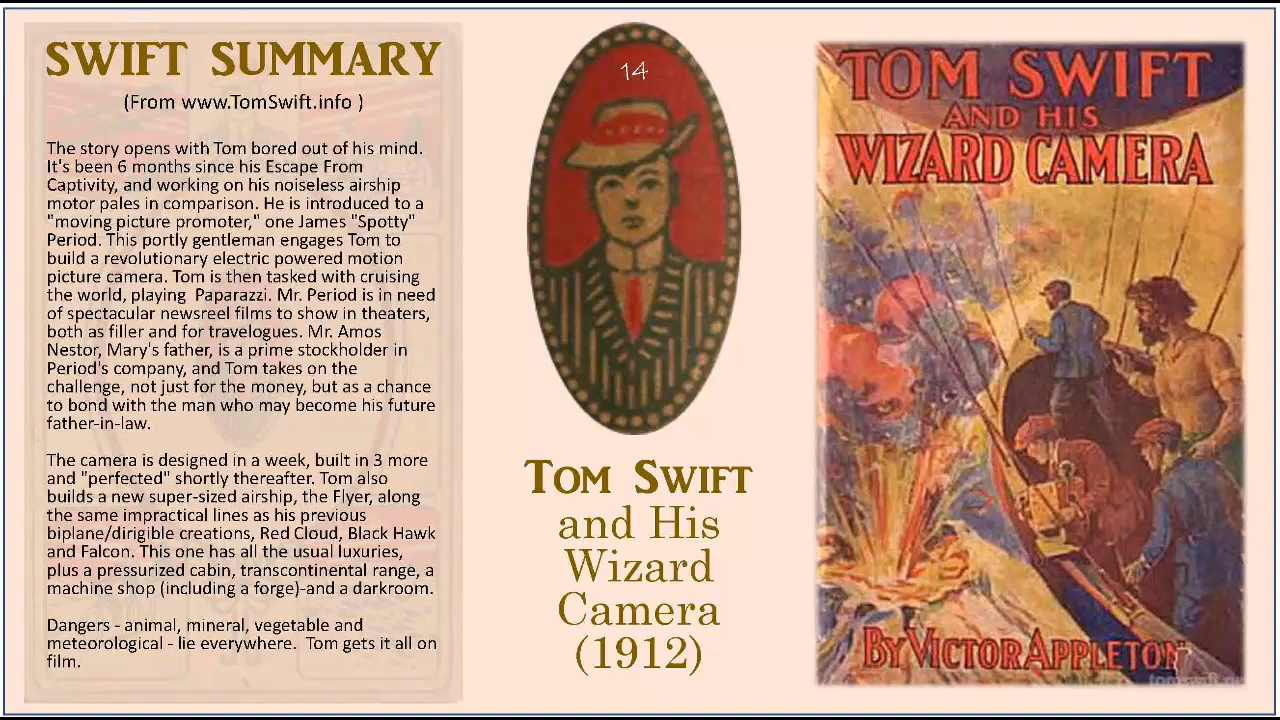 SWIFT SUMMARY
(From www.TomSwift.info )
The story opens with Tom bored out of his mind.
It's been 6 months since his Escape From
Captivity, and working on his noiseless airship
motor pales in comparison. He is introduced to a
"moving picture promoter," one James "Spotty"
Period. This portly gentleman engages Tom to
build a revolutionary electric powered motion
picture camera. Tom is then tasked with cruising
the world, playing  Paparazzi. Mr. Period is in need
of spectacular newsreel films to show in theaters,
both as filler and for travelogues. Mr. Amos
Nestor, Mary's father, is a prime stockholder in
Period's company, and Tom takes on the
challenge, not just for the money, but as a chance
to bond with the man who may become his future
father-in-law.
The camera is designed in a week, built in 3 more
and "perfected" shortly thereafter. Tom also
builds a new super-sized airship, the Flyer, along
the same impractical lines as his previous
biplane/dirigible creations, Red Cloud, Black Hawk
and Falcon. This one has all the usual luxuries,
plus a pressurized cabin, transcontinental range, a
machine shop (including a forge)-and a darkroom.
Dangers - animal, mineral, vegetable and
meteorological - lie everywhere.  Tom gets it all on
film.
14
TOM SWIFT
and His
Wizard
Camera
(1912)
TOM SWIFT
AND HIS
WIZARD CAMERA
BY VICTOR APPLETON